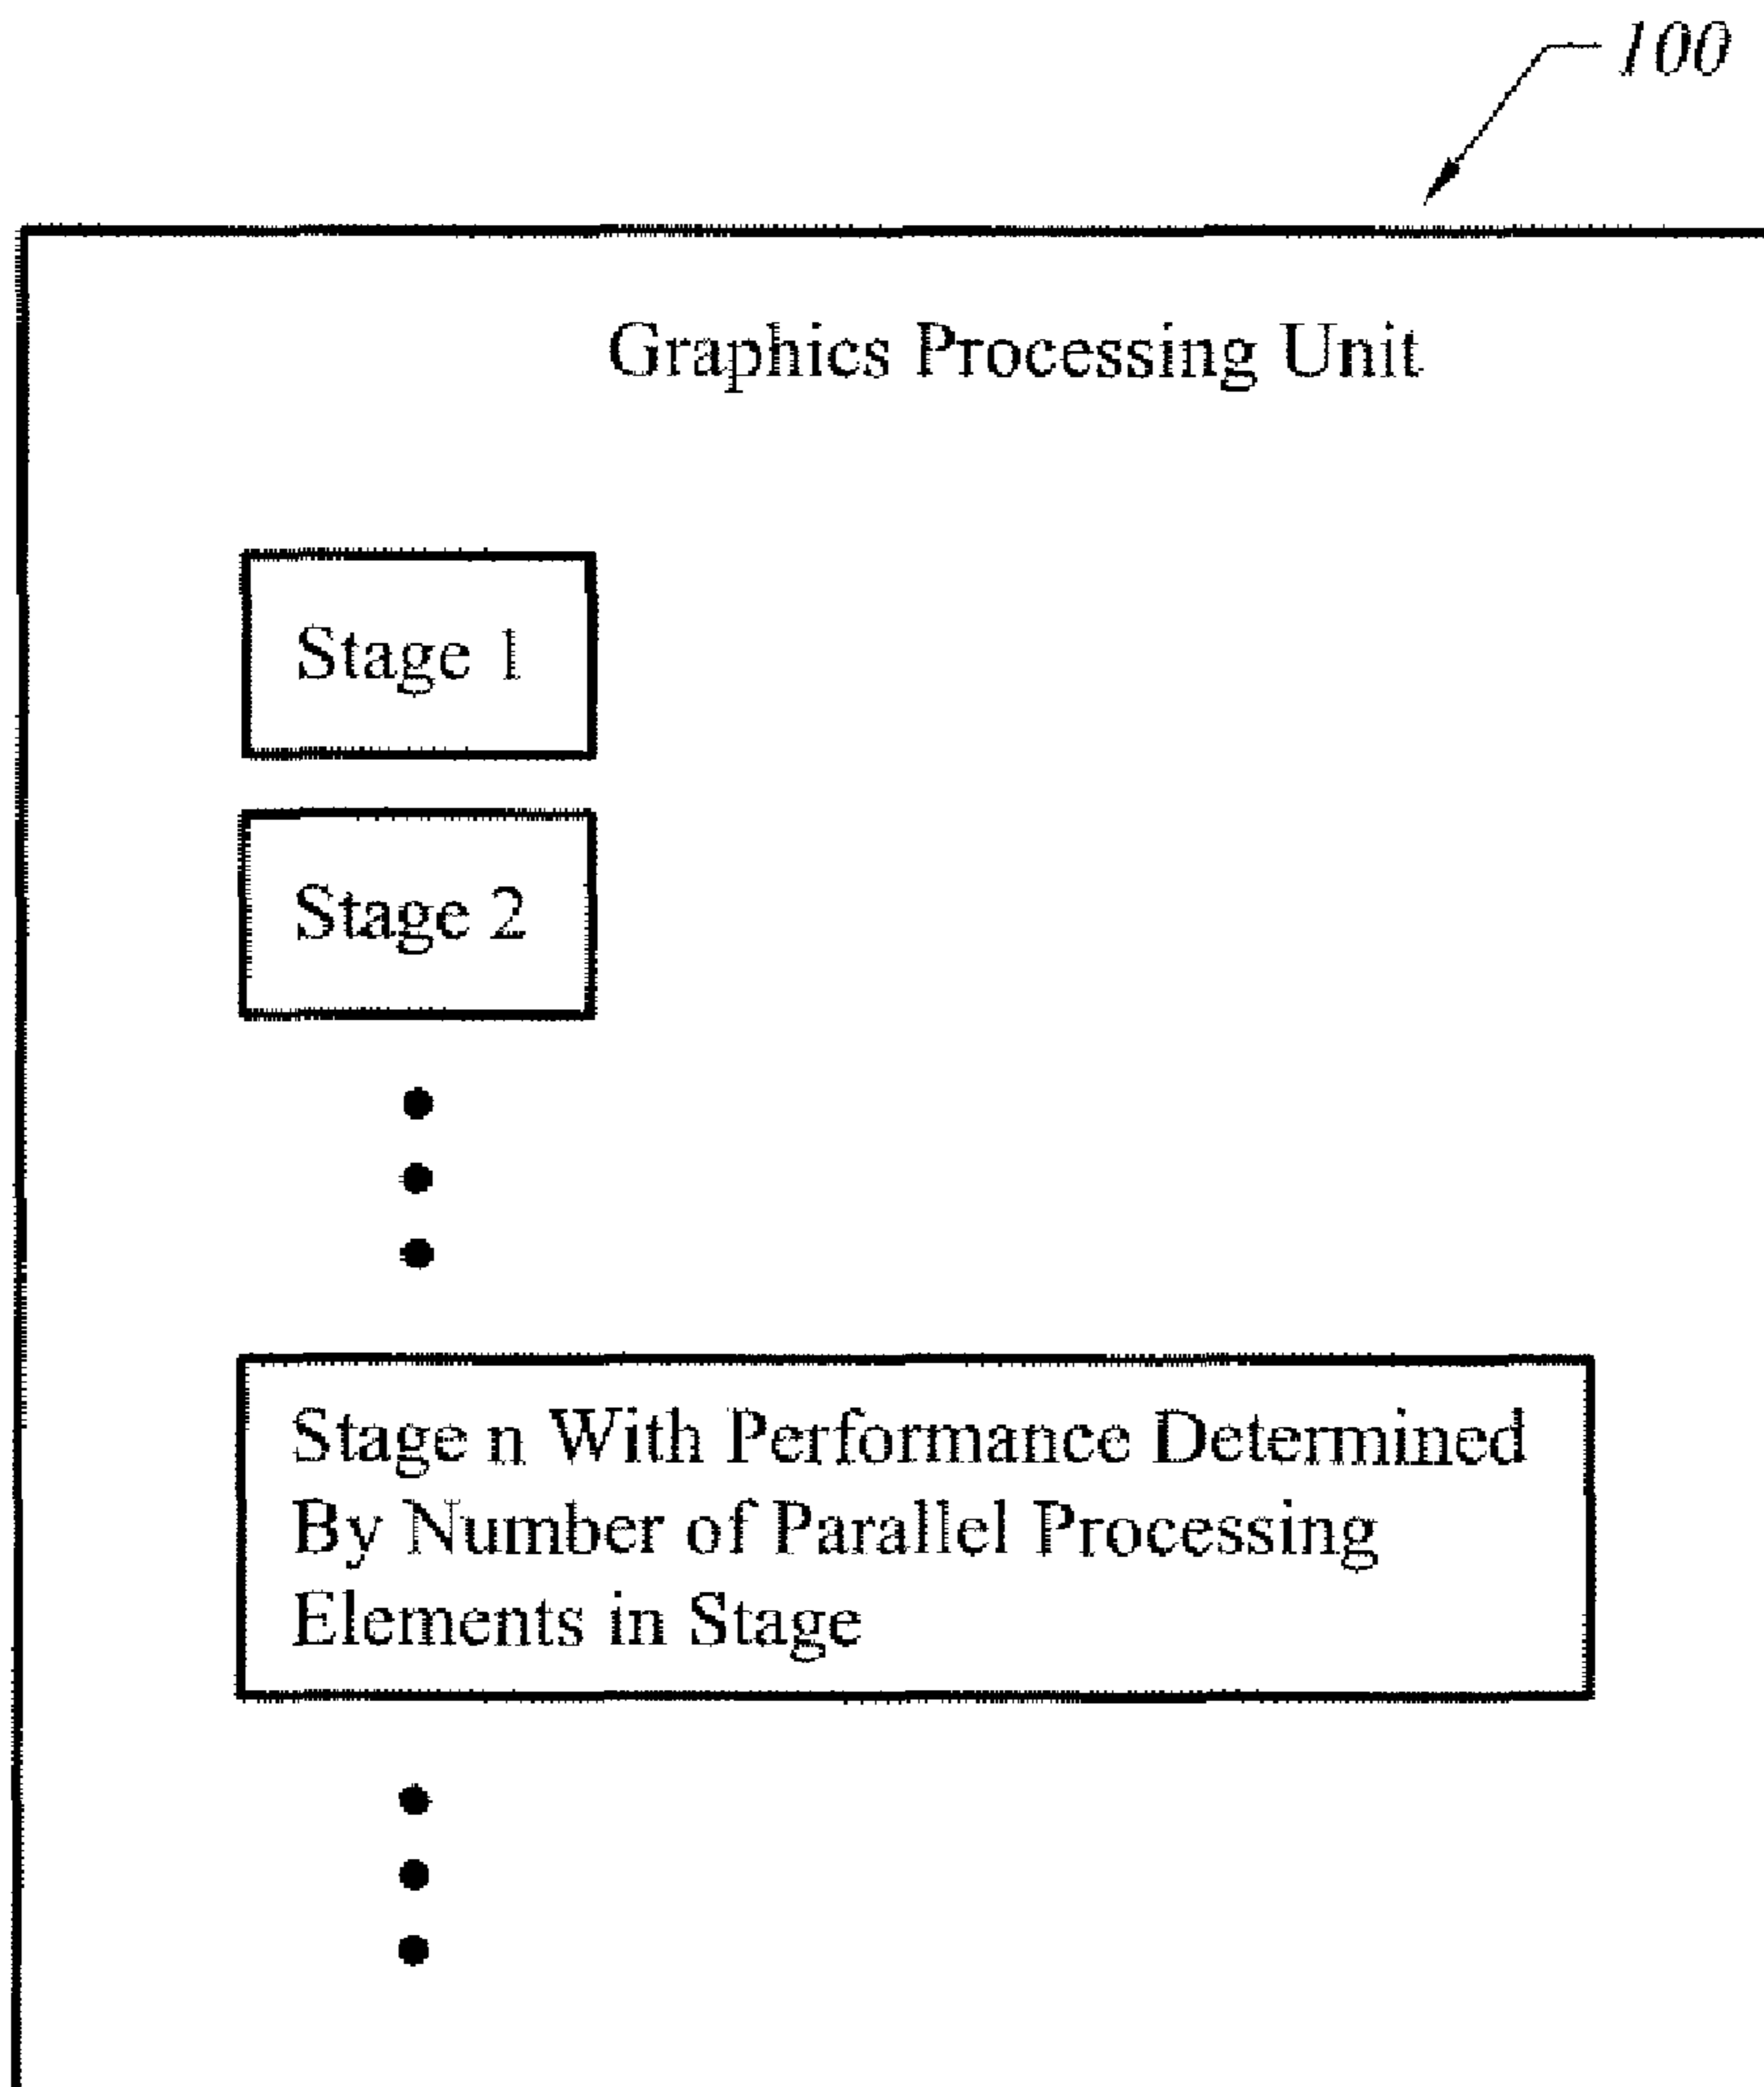 100
Graphics Processing Unit
Stage 1
Stage 2
Stage n With Performance Determined
By Number of Parallel Processing
Elements in Stage